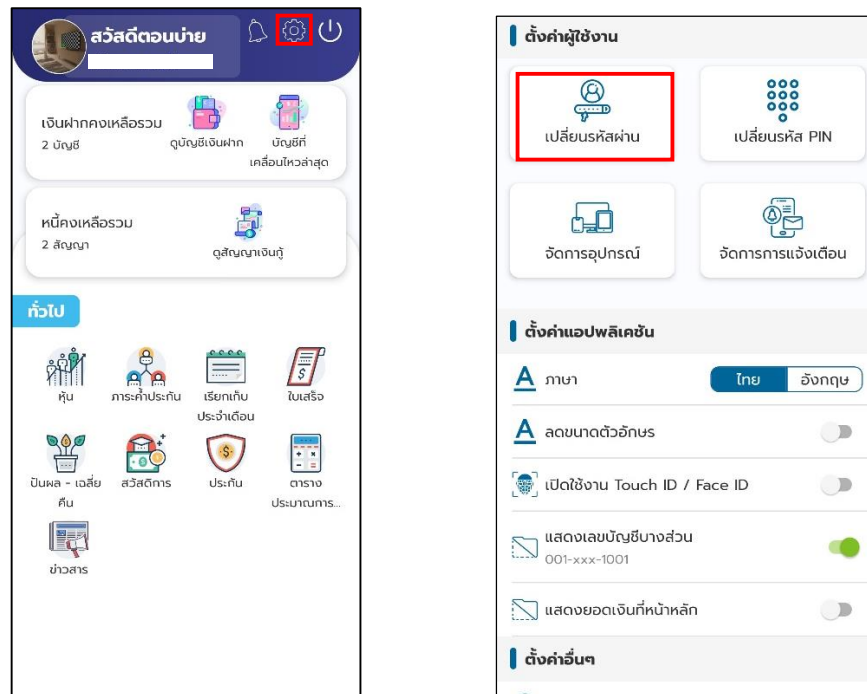 สวัสดีตอนบ่าย
เงินฝากคงเหลือรวม
2 บัญชี
ดูบัญชีเงินฝาก
บัญชีที่
เคลื่อนไหวล่าสุด
หนี้คงเหลือรวม
2 สัญญา
ดูสัญญาเงินกู้
ทั่วไป
หุ้น
ภาระค้ำประกัน
เรียกเก็บ
ประจำเดือน
ใบเสร็จ
ปันผล - เฉลี่ย
คืน
สวัสดิการ
ประกัน
ตาราง
ประมาณการ...
ข่าวสาร
ตั้งค่าผู้ใช้งาน
เปลี่ยนรหัสผ่าน
เปลี่ยนรหัส PIN
จัดการอุปกรณ์
จัดการการแจ้งเตือน
ตั้งค่าแอปพลิเคชัน
A ภาษา ไทย อังกฤษ
A ลดขนาดตัวอักษร
เปิดใช้งาน Touch ID / Face ID
แสดงเลขบัญชีบางส่วน
001-xxx-1001
แสดงยอดเงินที่หน้าหลัก
ตั้งค่าอื่นๆ